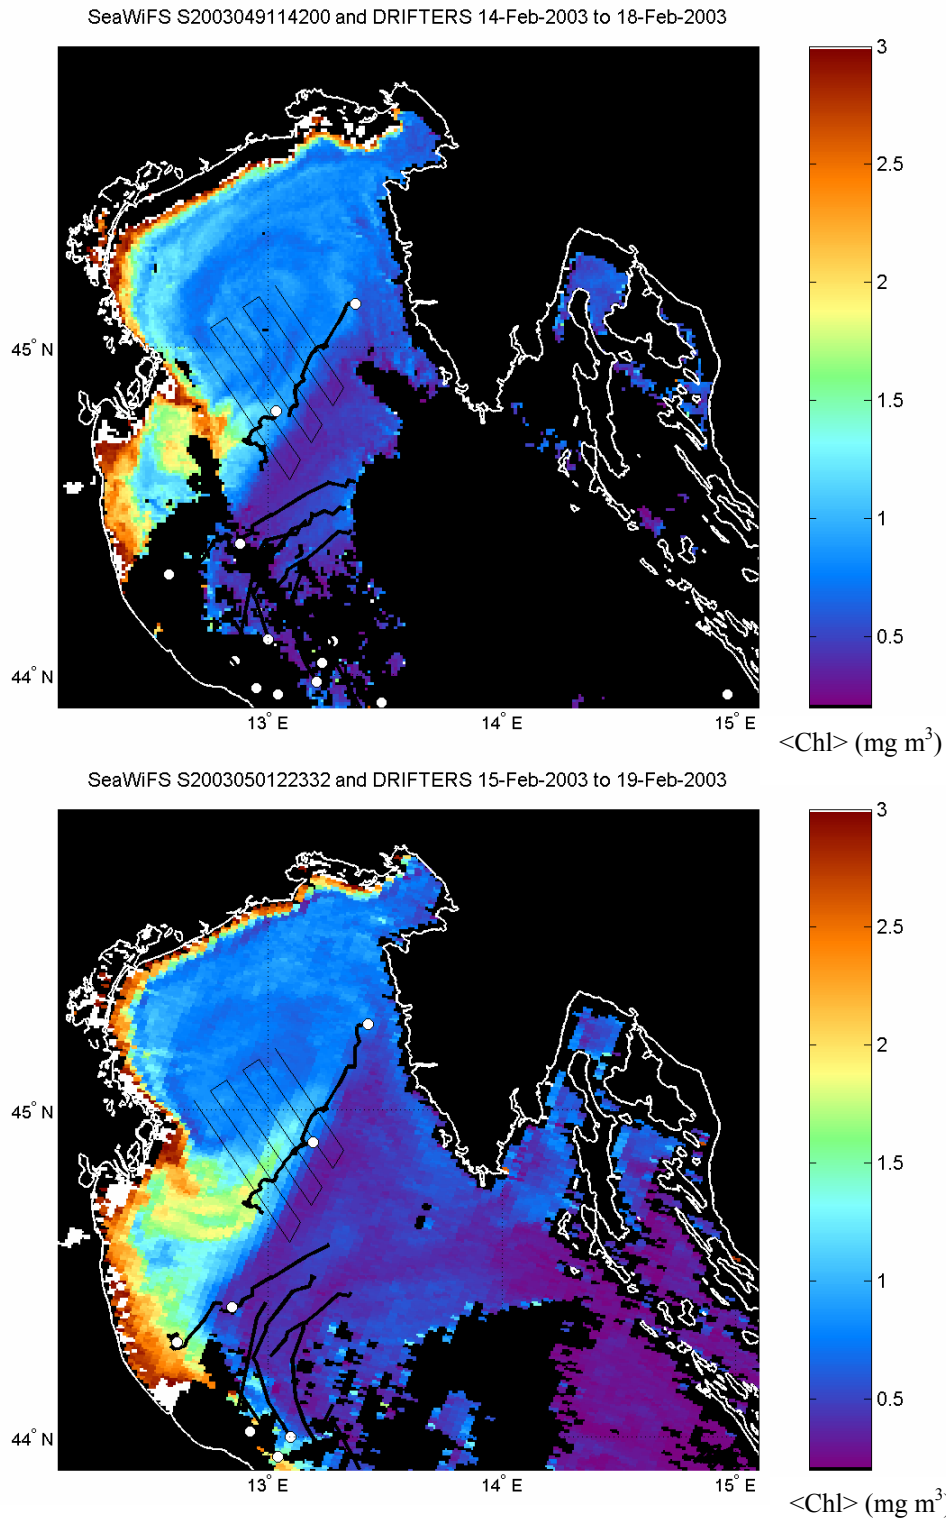 SeaWiFS S2003049114200 and DRIFTERS 14-Feb-2003 to 18-Feb-2003
3
2.5
2
1.5
1
0.5
45° N
44° N
13° E
14° E
15° E
<Chl> (mg m³)
SeaWiFS S2003050122332 and DRIFTERS 15-Feb-2003 to 19-Feb-2003
3
2.5
2
1.5
1
0.5
45° N
44° N
13° E
14° E
15° E
<Chl> (mg m³)